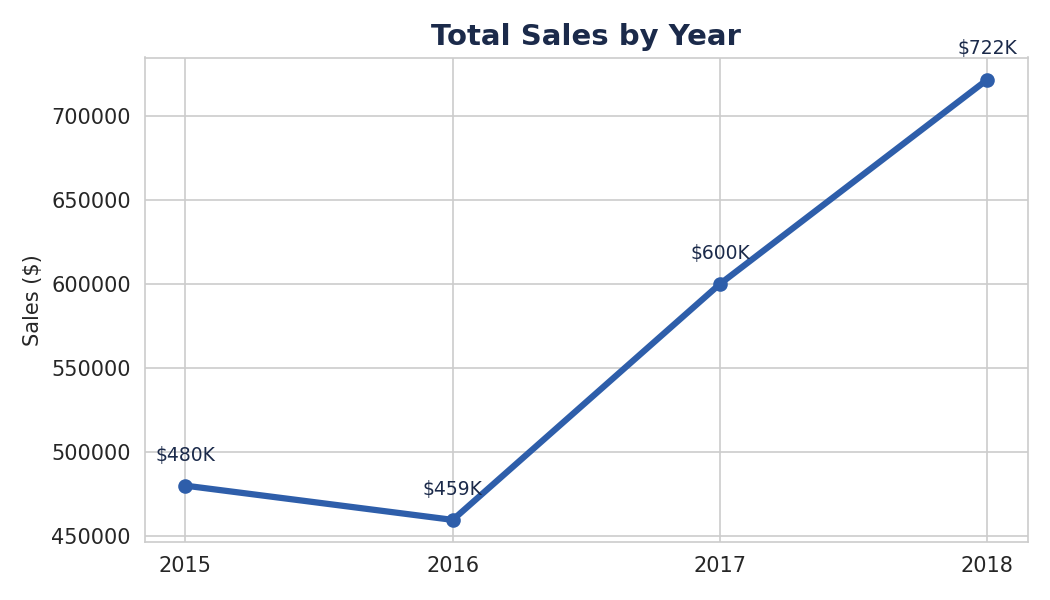 Total Sales by Year
$722K
700000
650000
$600K
600000
Sales ($)
550000
500000
$480K
$459K
450000
2015 2016 2017 2018